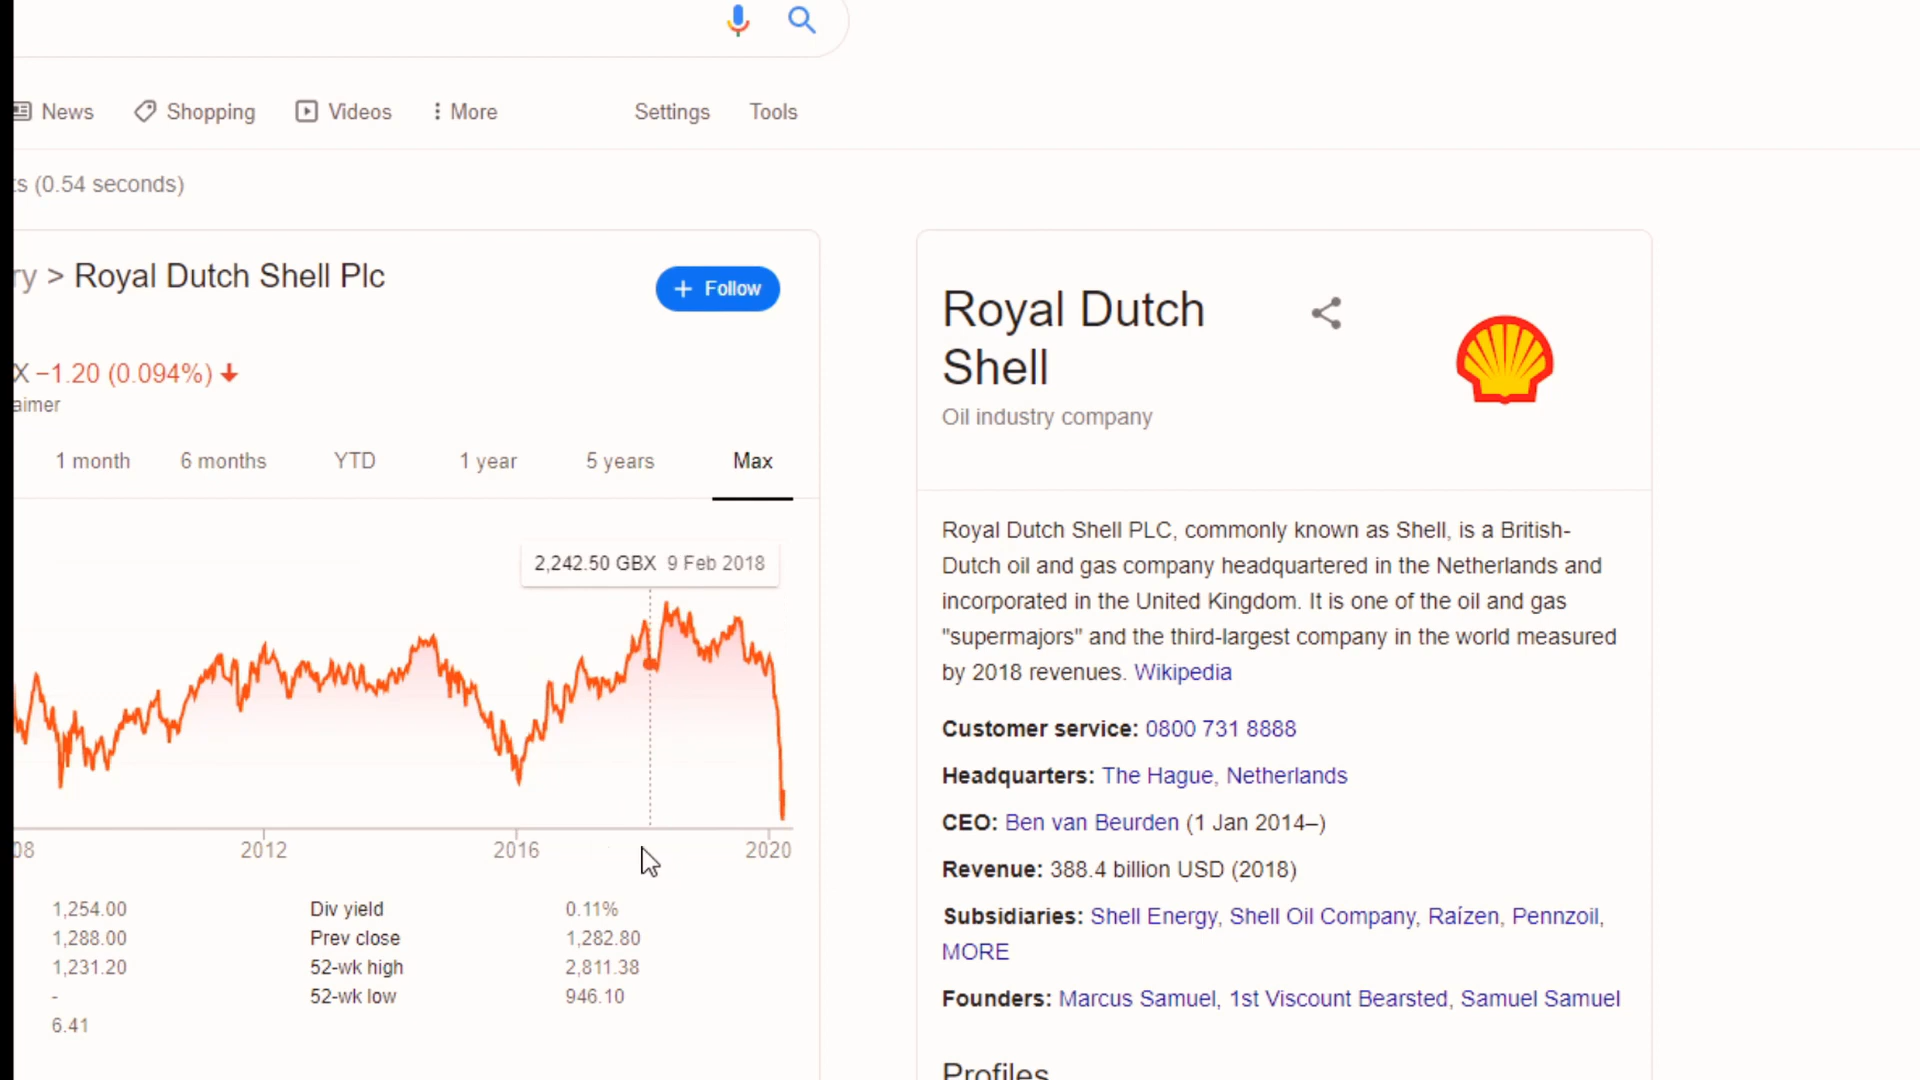 News Shopping Videos More Settings Tools
ts (0.54 seconds)
ry > Royal Dutch Shell Plc
+ Follow
X −1.20 (0.094%)
aimer
1 month 6 months YTD 1 year 5 years Max
2,242.50 GBX 9 Feb 2018
08 2012 2016 2020
1,254.00 Div yield 0.11%
1,288.00 Prev close 1,282.80
1,231.20 52-wk high 2,811.38
- 52-wk low 946.10
6.41
Royal Dutch
Shell
Oil industry company
Royal Dutch Shell PLC, commonly known as Shell, is a British-
Dutch oil and gas company headquartered in the Netherlands and
incorporated in the United Kingdom. It is one of the oil and gas
"supermajors" and the third-largest company in the world measured
by 2018 revenues. Wikipedia
Customer service: 0800 731 8888
Headquarters: The Hague, Netherlands
CEO: Ben van Beurden (1 Jan 2014–)
Revenue: 388.4 billion USD (2018)
Subsidiaries: Shell Energy, Shell Oil Company, Raízen, Pennzoil,
MORE
Founders: Marcus Samuel, 1st Viscount Bearsted, Samuel Samuel
Profiles